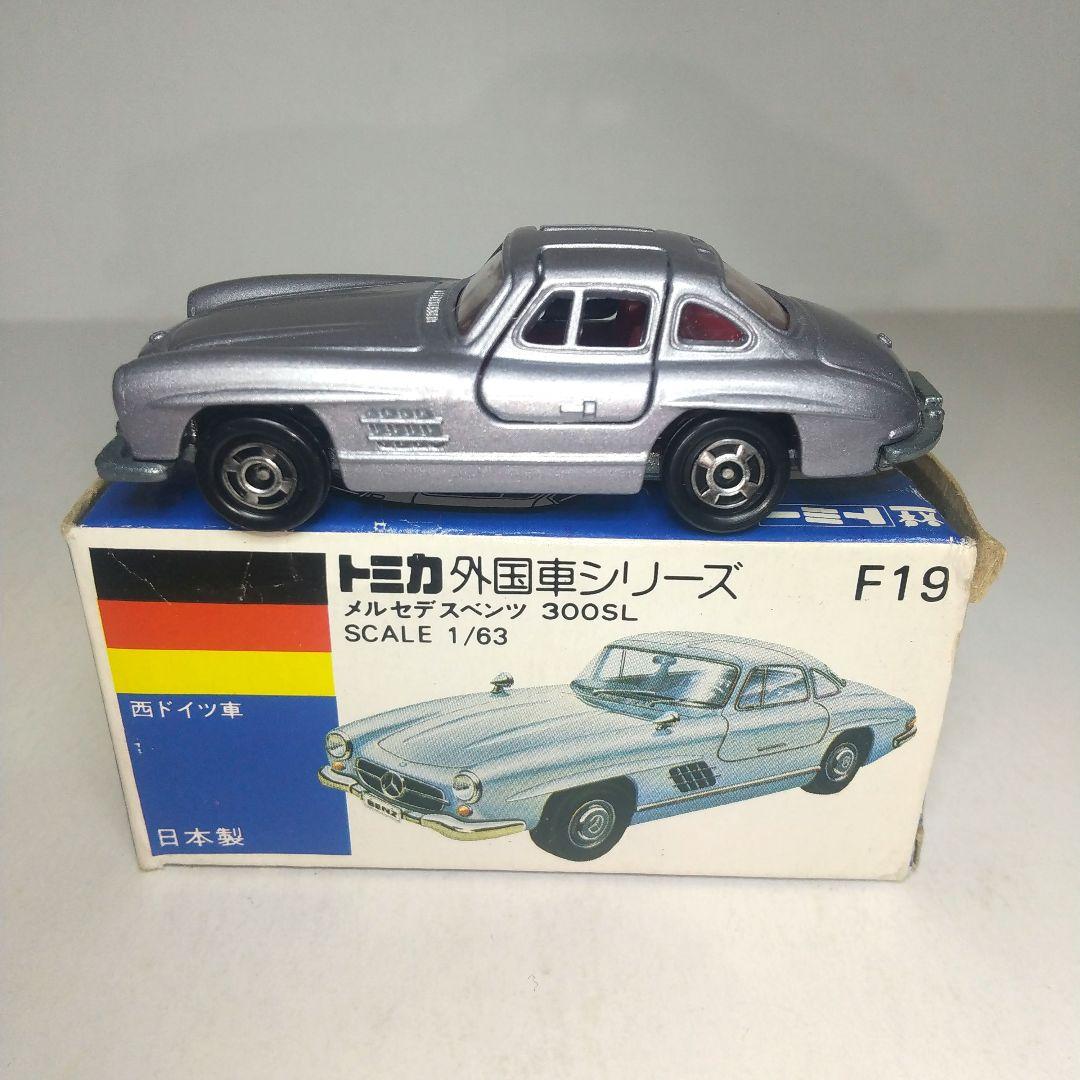 トミカ 外国車シリーズ F19
メルセデスベンツ 300SL
SCALE 1/63
西ドイツ車
日本製
BENZ